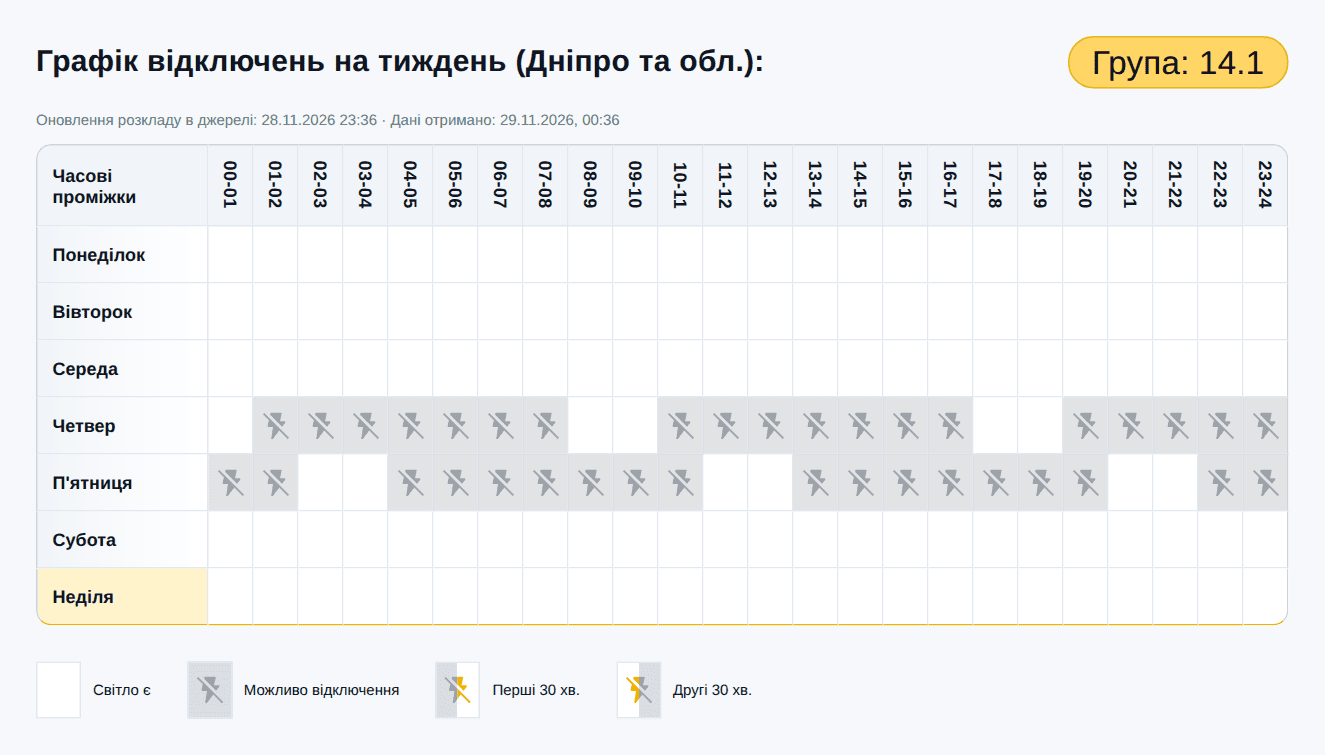 Графік відключень на тиждень (Дніпро та обл.):
Група: 14.1
Оновлення розкладу в джерелі: 28.11.2026 23:36 · Дані отримано: 29.11.2026, 00:36
Часові
проміжки
00-01
01-02
02-03
03-04
04-05
05-06
06-07
07-08
08-09
09-10
10-11
11-12
12-13
13-14
14-15
15-16
16-17
17-18
18-19
19-20
20-21
21-22
22-23
23-24
Понеділок
Вівторок
Середа
Четвер
П'ятниця
Субота
Неділя
Світло є
Можливо відключення
Перші 30 хв.
Другі 30 хв.